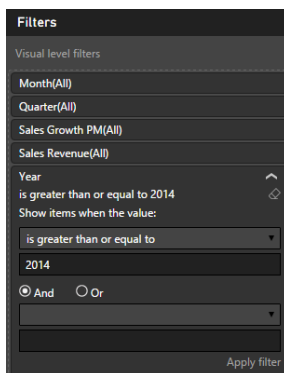 Filters
Visual level filters
Month(All)
Quarter(All)
Sales Growth PM(All)
Sales Revenue(All)
Year
is greater than or equal to 2014
Show items when the value:
is greater than or equal to
2014
And Or
Apply filter